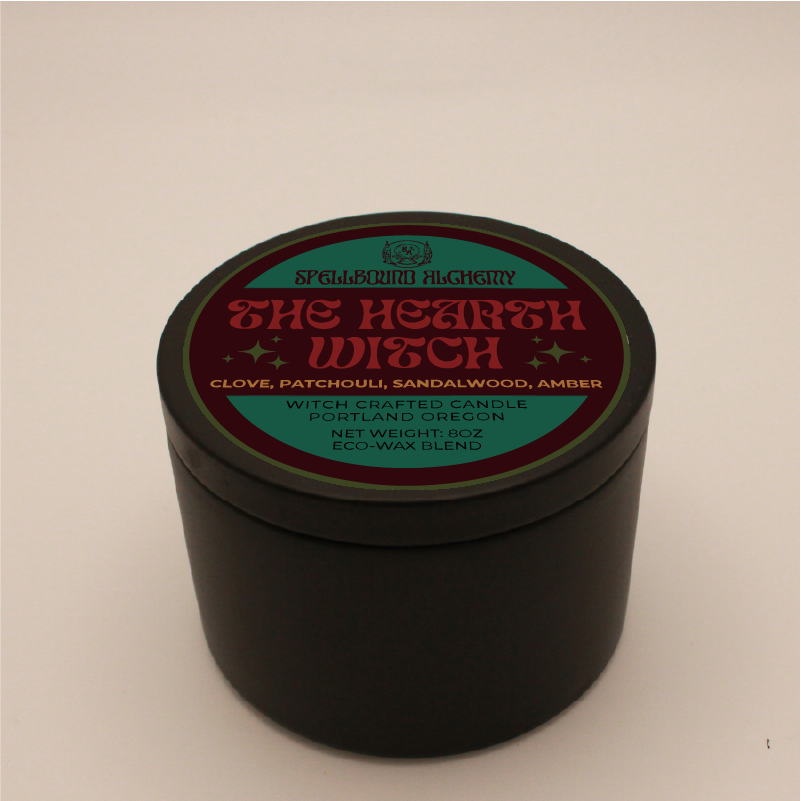 SPELLBOUND ALCHEMY
THE HEARTH
WITCH
CLOVE, PATCHOULI, SANDALWOOD, AMBER
WITCH CRAFTED CANDLE
PORTLAND OREGON
NET WEIGHT: 8OZ
ECO-WAX BLEND